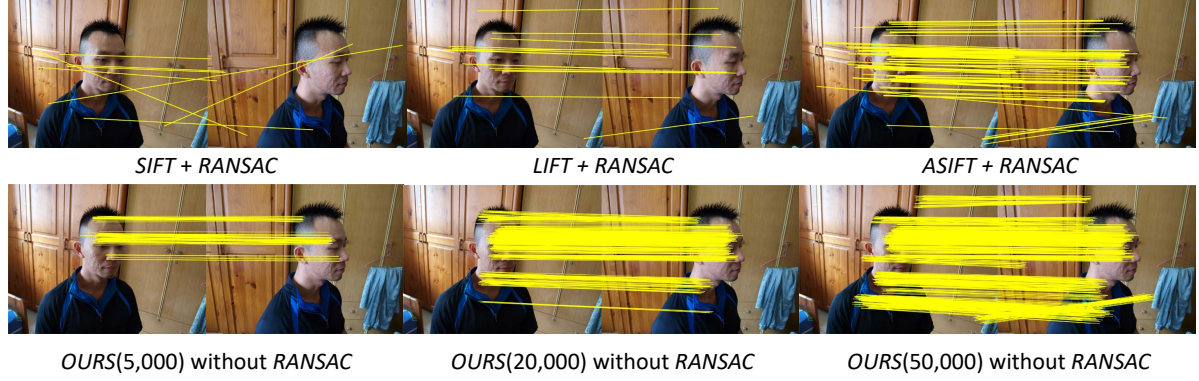 SIFT + RANSAC
LIFT + RANSAC
ASIFT + RANSAC
OURS(5,000) without RANSAC
OURS(20,000) without RANSAC
OURS(50,000) without RANSAC